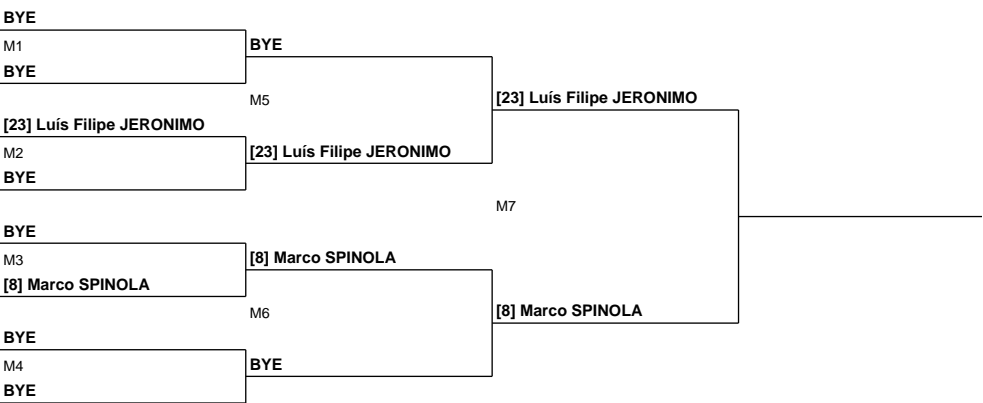 BYE
M1
BYE
BYE
M5
[23] Luís Filipe JERONIMO
[23] Luís Filipe JERONIMO
M2
[23] Luís Filipe JERONIMO
BYE
M7
BYE
M3
[8] Marco SPINOLA
[8] Marco SPINOLA
M6
[8] Marco SPINOLA
BYE
M4
BYE
BYE